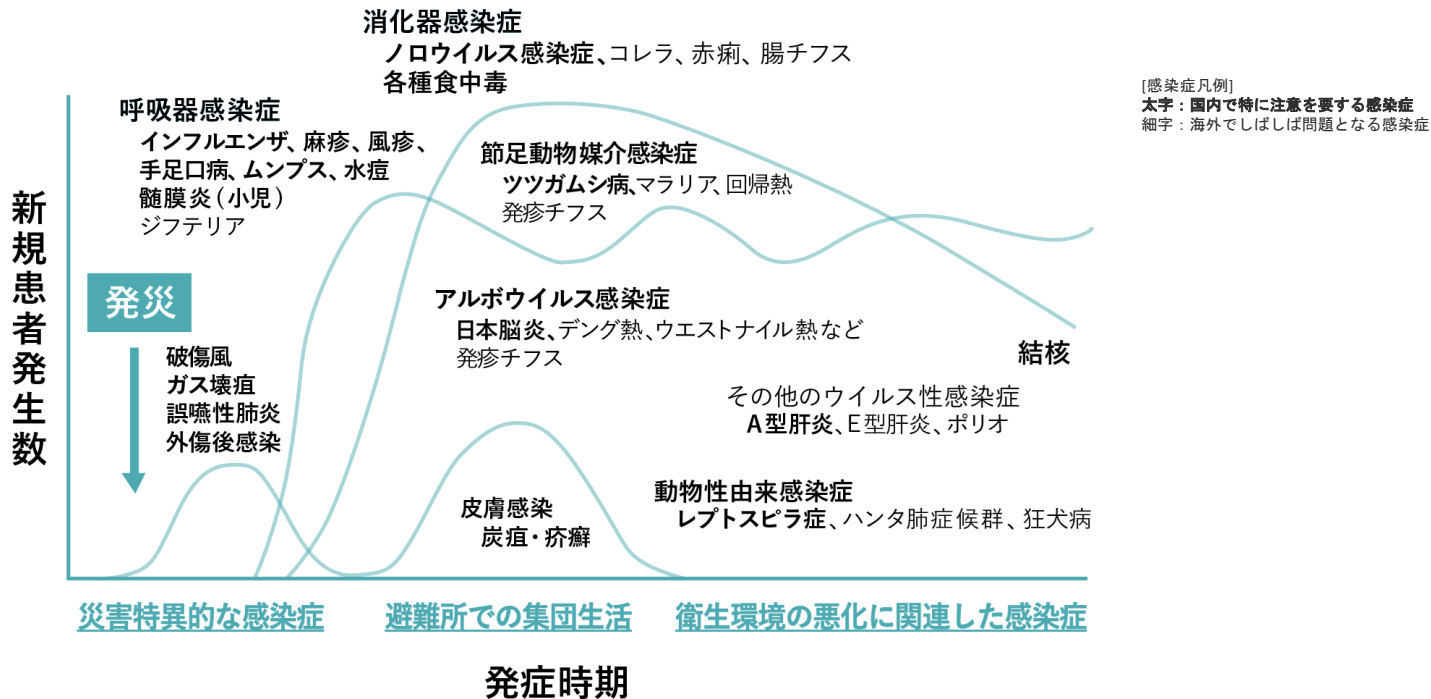 消化器感染症
ノロウイルス感染症、コレラ、赤痢、腸チフス
各種食中毒
[感染症凡例]
太字：国内で特に注意を要する感染症
細字：海外でしばしば問題となる感染症
呼吸器感染症
インフルエンザ、麻疹、風疹、
手足口病、ムンプス、水痘
髄膜炎(小児)
ジフテリア
節足動物媒介感染症
ツツガムシ病、マラリア、回帰熱
発疹チフス
新規患者発生数
発災
アルボウイルス感染症
日本脳炎、デング熱、ウエストナイル熱など
発疹チフス
破傷風
ガス壊疽
誤嚥性肺炎
外傷後感染
結核
その他のウイルス性感染症
A型肝炎、E型肝炎、ポリオ
皮膚感染
炭疽・疥癬
動物性由来感染症
レプトスピラ症、ハンタ肺症候群、狂犬病
災害特異的な感染症
避難所での集団生活
衛生環境の悪化に関連した感染症
発症時期